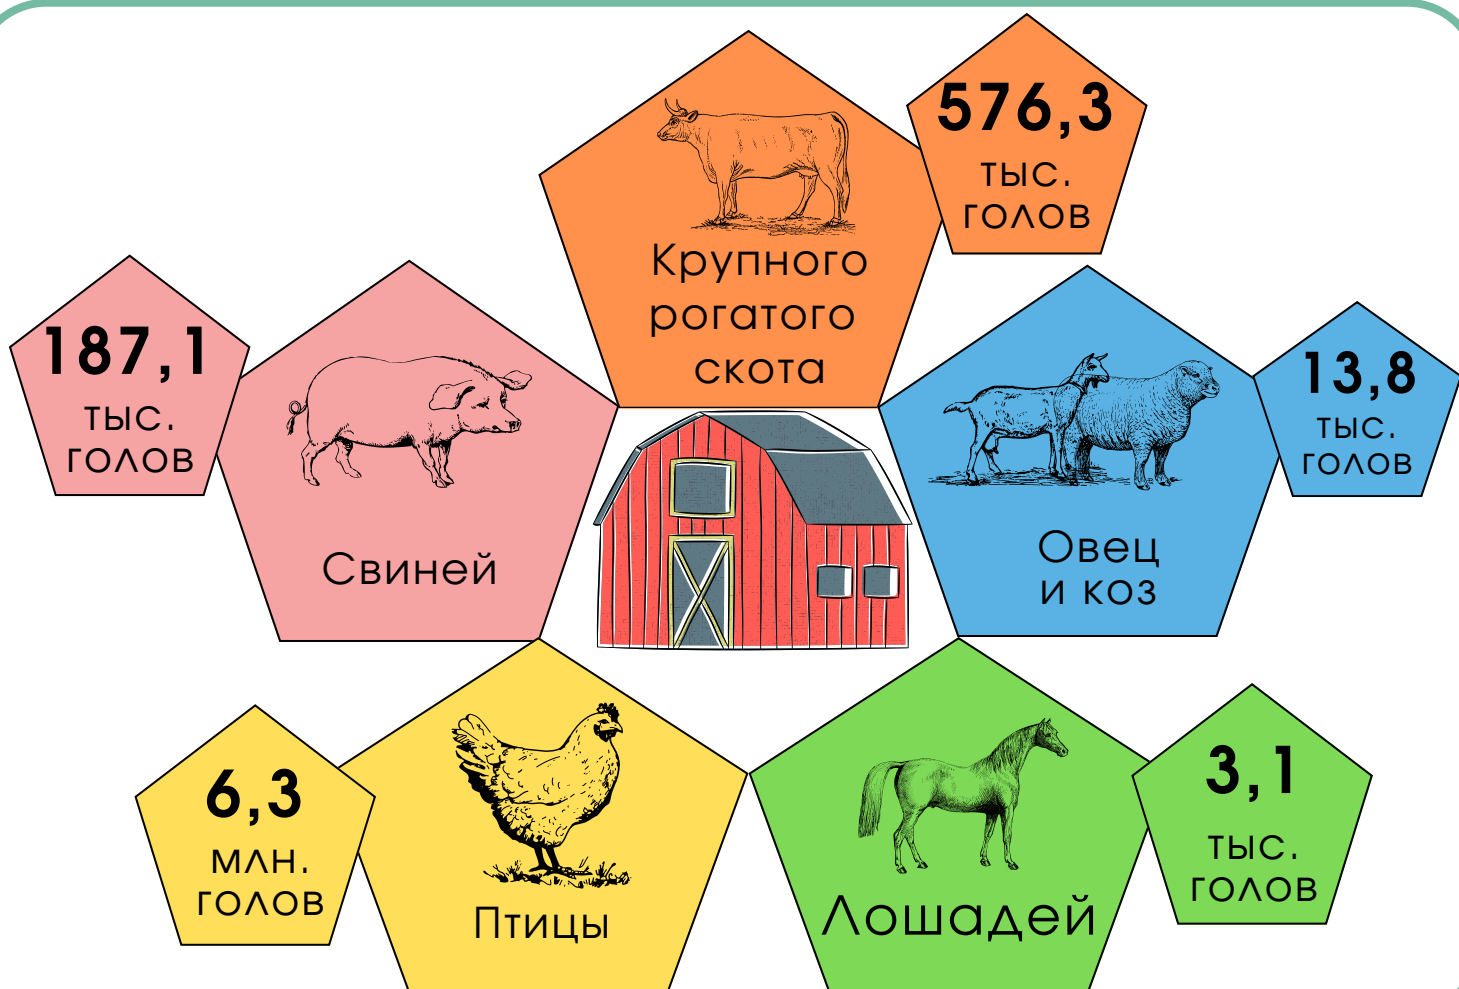 576,3
тыс.
голов
Крупного
рогатого
скота
187,1
тыс.
голов
Свиней
13,8
тыс.
голов
Овец
и коз
6,3
млн.
голов
Птицы
3,1
тыс.
голов
Лошадей